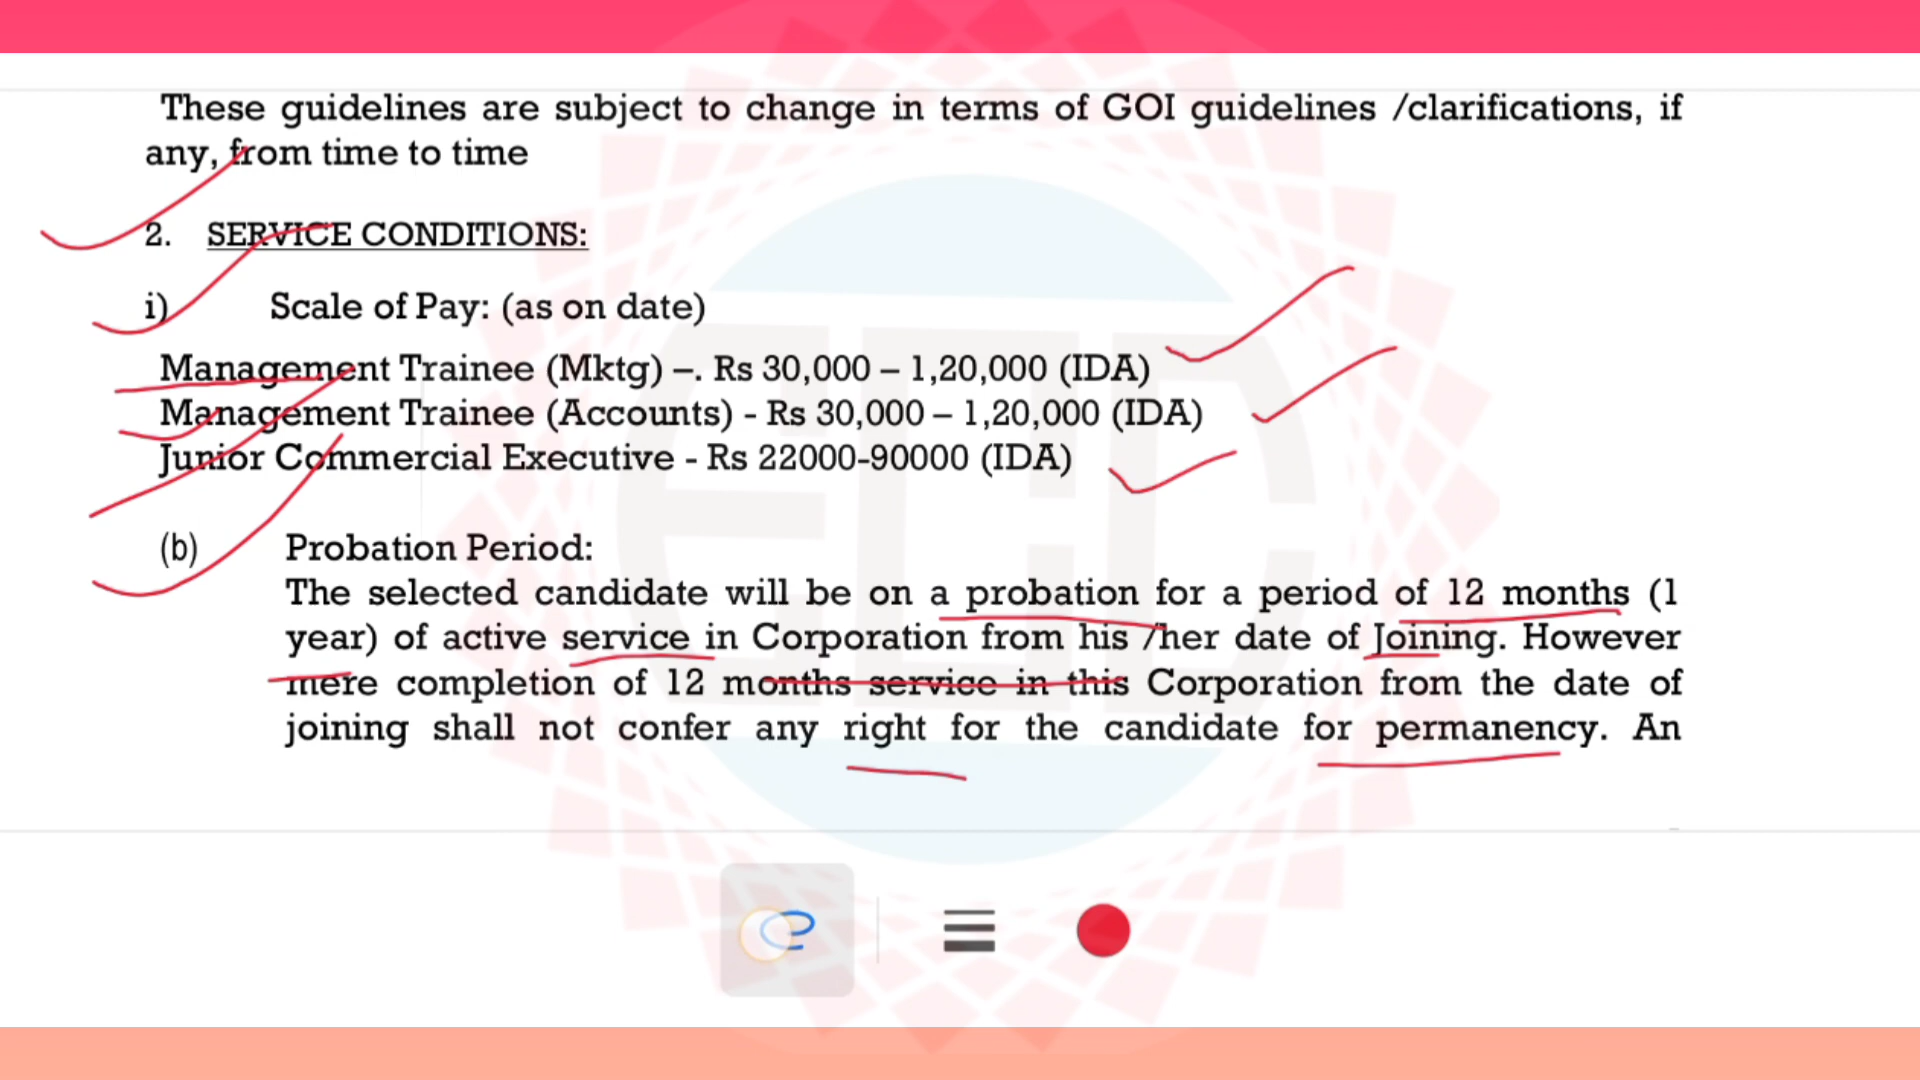 These guidelines are subject to change in terms of GOI guidelines /clarifications, if
any, from time to time
2. SERVICE CONDITIONS:
i) Scale of Pay: (as on date)
Management Trainee (Mktg) –. Rs 30,000 – 1,20,000 (IDA)
Management Trainee (Accounts) - Rs 30,000 – 1,20,000 (IDA)
Junior Commercial Executive - Rs 22000-90000 (IDA)
(b) Probation Period:
The selected candidate will be on a probation for a period of 12 months (1
year) of active service in Corporation from his /her date of Joining. However
mere completion of 12 months service in this Corporation from the date of
joining shall not confer any right for the candidate for permanency. An